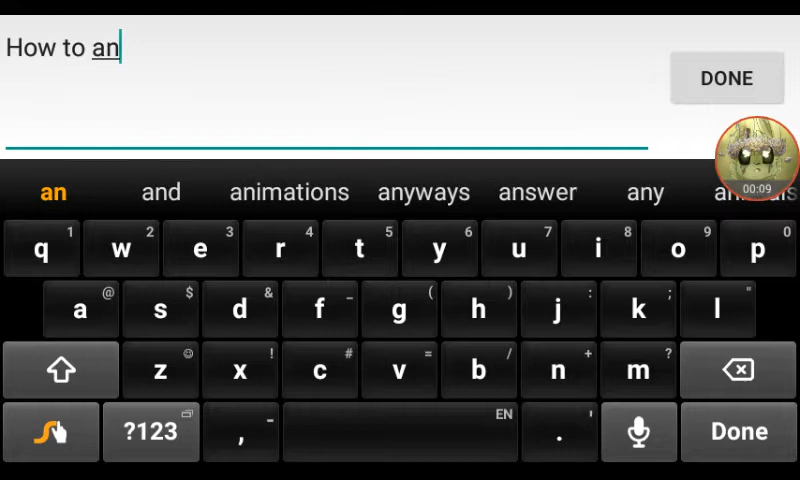 How to an
DONE
00:09
an and animations anyways answer any
q 1 w 2 e 3 r 4 t 5 y 6 u 7 i 8 o 9 p 0
a @ s $ d & f _ g ( h ) j : k ; l "
z ☺ x ! c # v = b / n + m ?
?123 , - EN . ' Done